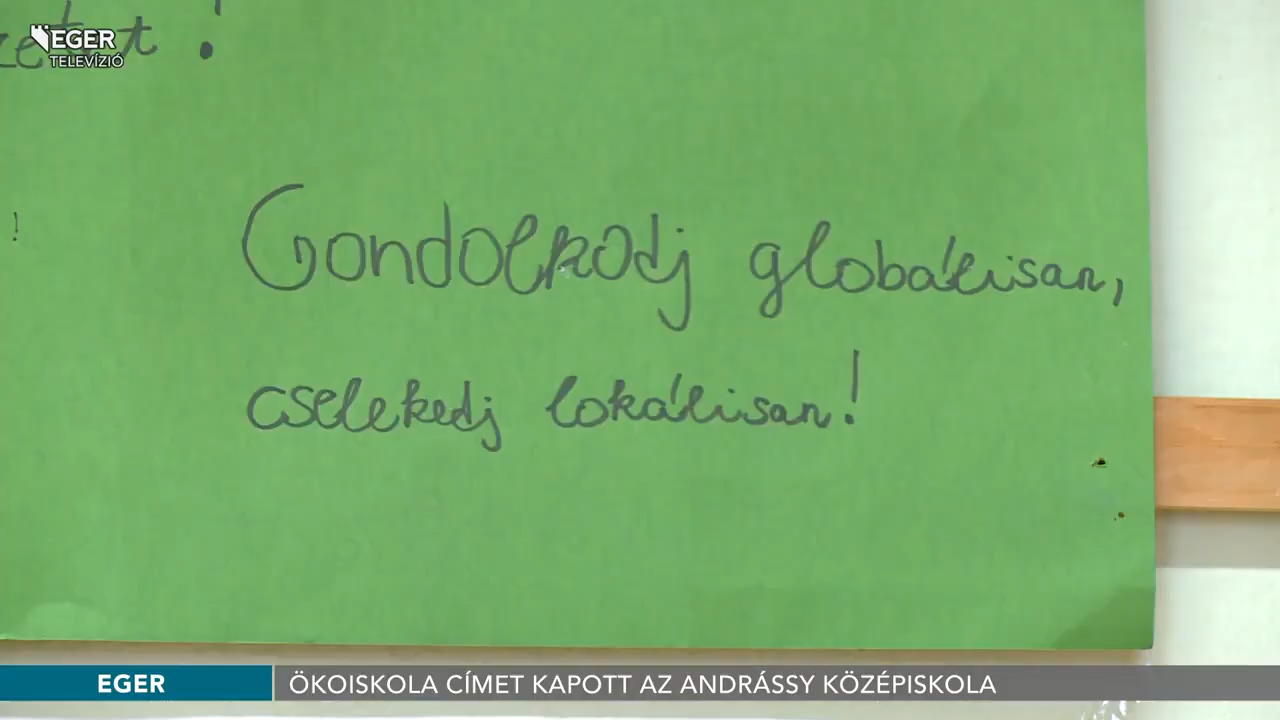 EGER
TELEVÍZIÓ
Gondolkodj globálisan,
cselekedj lokálisan!
EGER
ÖKOISKOLA CÍMET KAPOTT AZ ANDRÁSSY KÖZÉPISKOLA